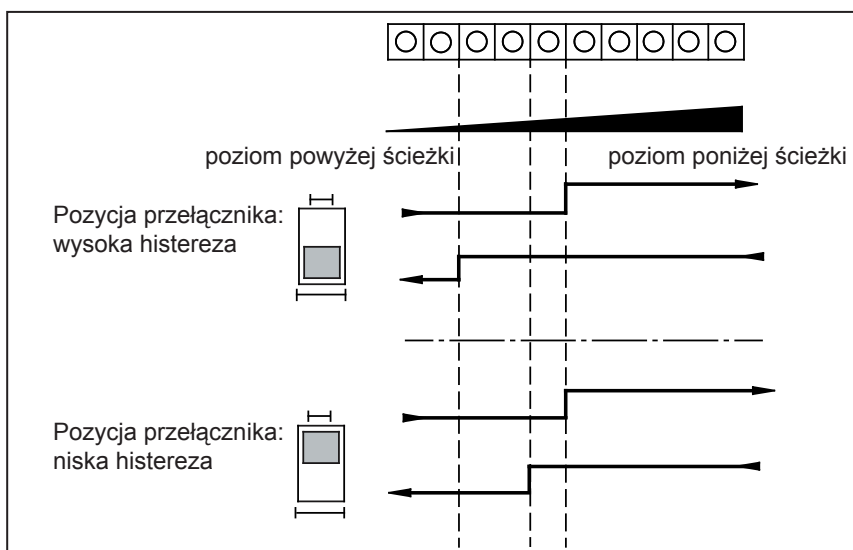 poziom powyżej ścieżki
poziom poniżej ścieżki
Pozycja przełącznika:
wysoka histereza
Pozycja przełącznika:
niska histereza